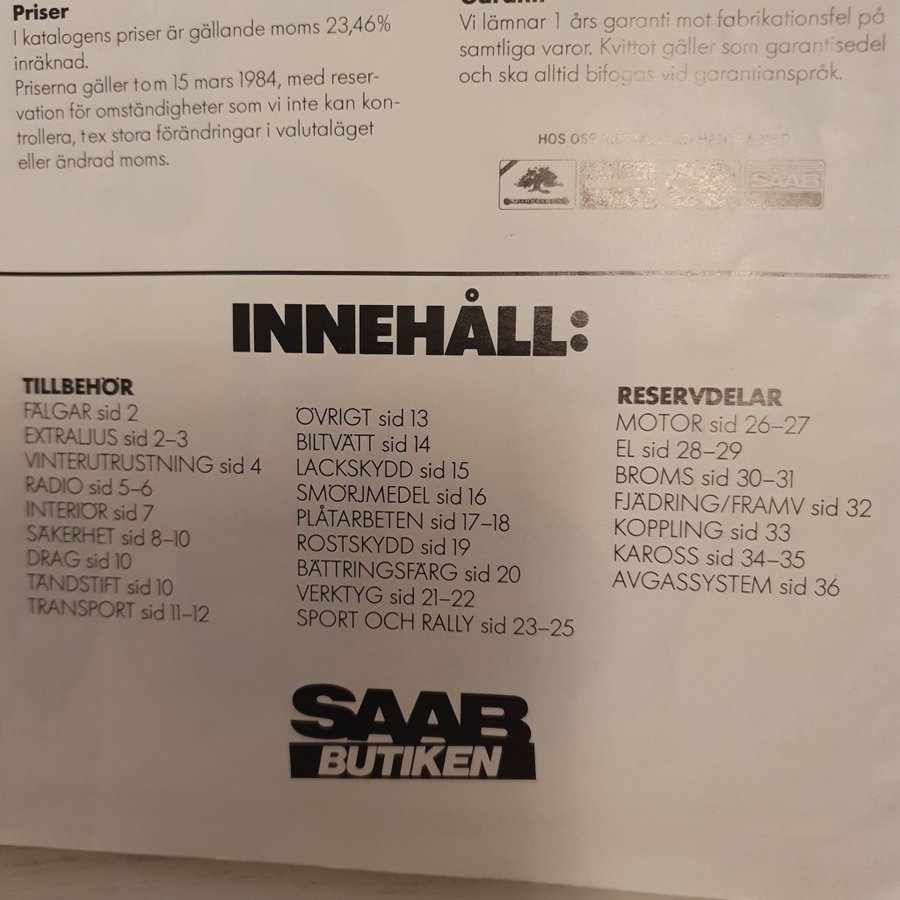 Priser
I katalogens priser är gällande moms 23,46%
inräknad.
Priserna gäller tom 15 mars 1984, med reser-
vation för omständigheter som vi inte kan kon-
trollera, t ex stora förändringar i valutaläget
eller ändrad moms.
Vi lämnar 1 års garanti mot fabrikationsfel på
samtliga varor. Kvittot gäller som garantisedel
och ska alltid bifogas vid garantianspråk.
HOS OSS
SAAB
INNEHÅLL:
TILLBEHÖR
FÄLGAR sid 2
EXTRALJUS sid 2–3
VINTERUTRUSTNING sid 4
RADIO sid 5–6
INTERIÖR sid 7
SÄKERHET sid 8–10
DRAG sid 10
TÄNDSTIFT sid 10
TRANSPORT sid 11–12
ÖVRIGT sid 13
BILTVÄTT sid 14
LACKSKYDD sid 15
SMÖRJMEDEL sid 16
PLÅTARBETEN sid 17–18
ROSTSKYDD sid 19
BÄTTRINGSFÄRG sid 20
VERKTYG sid 21–22
SPORT OCH RALLY sid 23–25
RESERVDELAR
MOTOR sid 26–27
EL sid 28–29
BROMS sid 30–31
FJÄDRING/FRAMV sid 32
KOPPLING sid 33
KAROSS sid 34–35
AVGASSYSTEM sid 36
SAAB
BUTIKEN